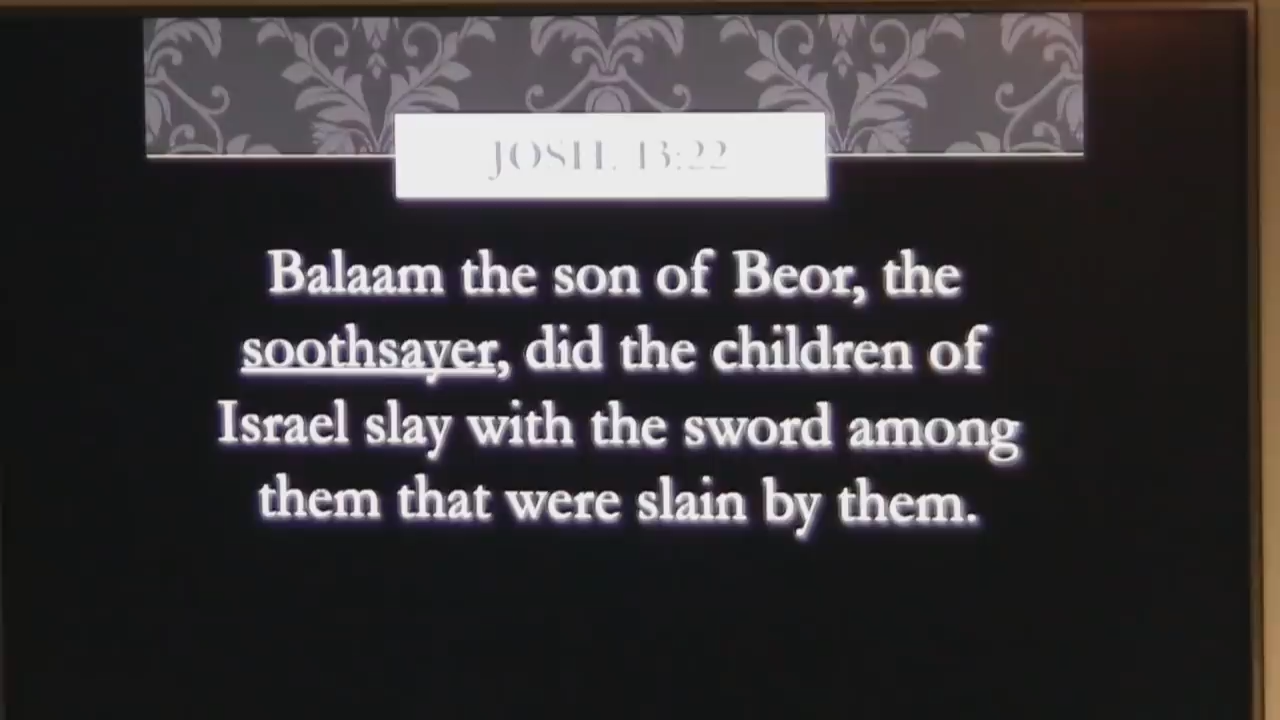 JOSH. 13:22
Balaam the son of Beor, the
soothsayer, did the children of
Israel slay with the sword among
them that were slain by them.